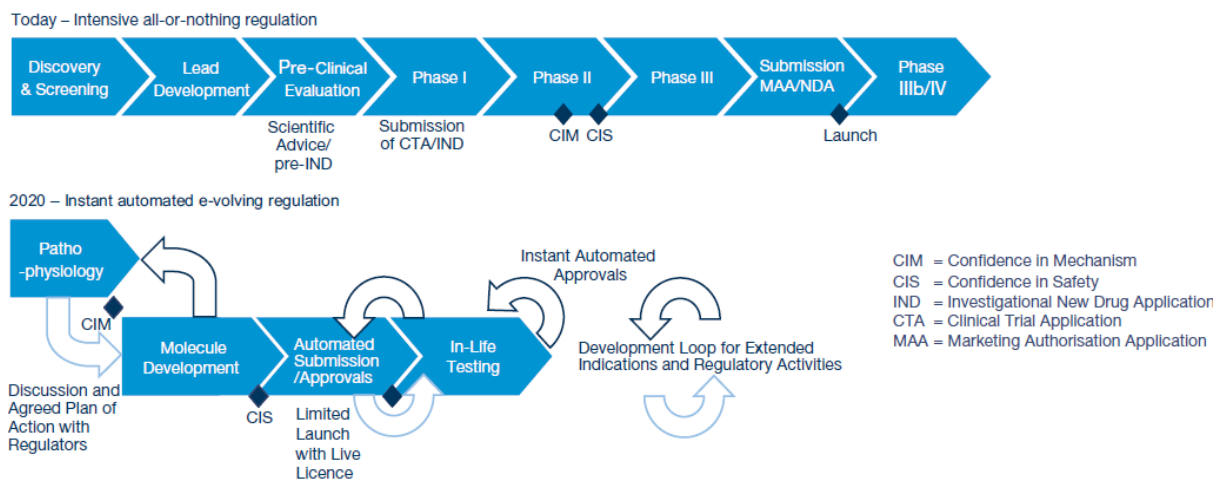 Today – Intensive all-or-nothing regulation
Discovery
& Screening
Lead
Development
Pre-Clinical
Evaluation
Phase I
Phase II
Phase III
Submission
MAA/NDA
Phase
IIIb/IV
Scientific
Advice/
pre-IND
Submission
of CTA/IND
CIM
CIS
Launch
2020 – Instant automated e-volving regulation
Patho
-physiology
CIM
Discussion and
Agreed Plan of
Action with
Regulators
Molecule
Development
CIS
Automated
Submission
/Approvals
Limited
Launch
with Live
Licence
In-Life
Testing
Instant Automated
Approvals
Development Loop for Extended
Indications and Regulatory Activities
CIM = Confidence in Mechanism
CIS = Confidence in Safety
IND = Investigational New Drug Application
CTA = Clinical Trial Application
MAA = Marketing Authorisation Application